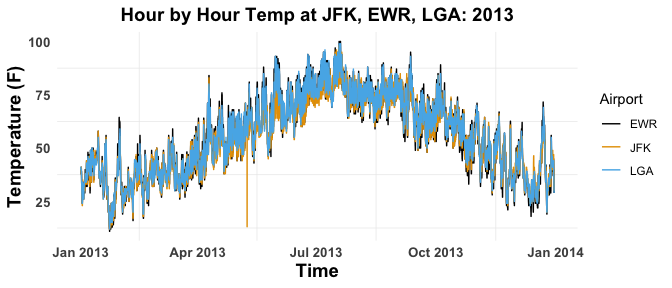 Hour by Hour Temp at JFK, EWR, LGA: 2013
Temperature (F)
100
75
50
25
Jan 2013 Apr 2013 Jul 2013 Oct 2013 Jan 2014
Time
Airport
EWR
JFK
LGA